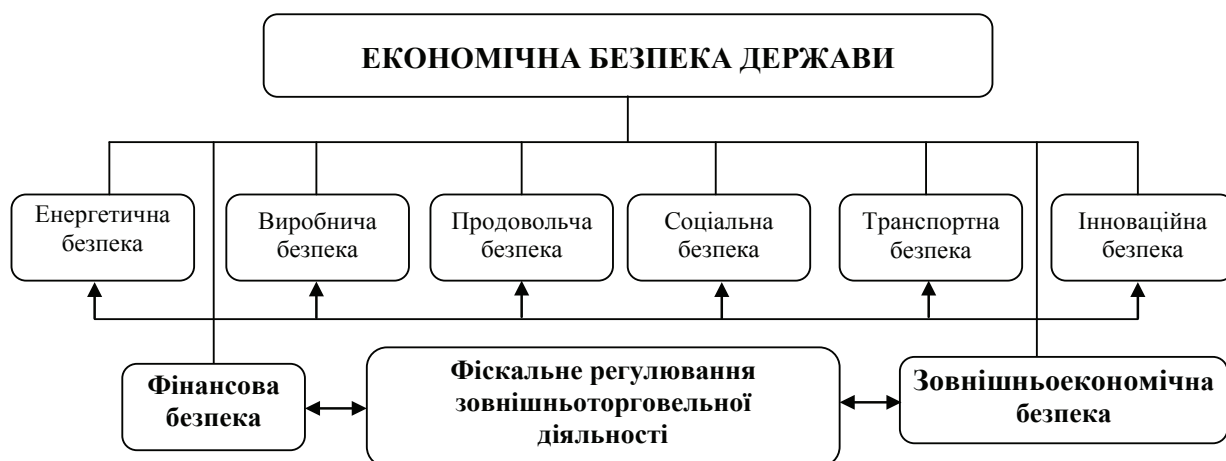 ЕКОНОМІЧНА БЕЗПЕКА ДЕРЖАВИ
Енергетична
безпека
Виробнича
безпека
Продовольча
безпека
Соціальна
безпека
Транспортна
безпека
Інноваційна
безпека
Фінансова
безпека
Фіскальне регулювання
зовнішньоторговельної
діяльності
Зовнішньоекономічна
безпека